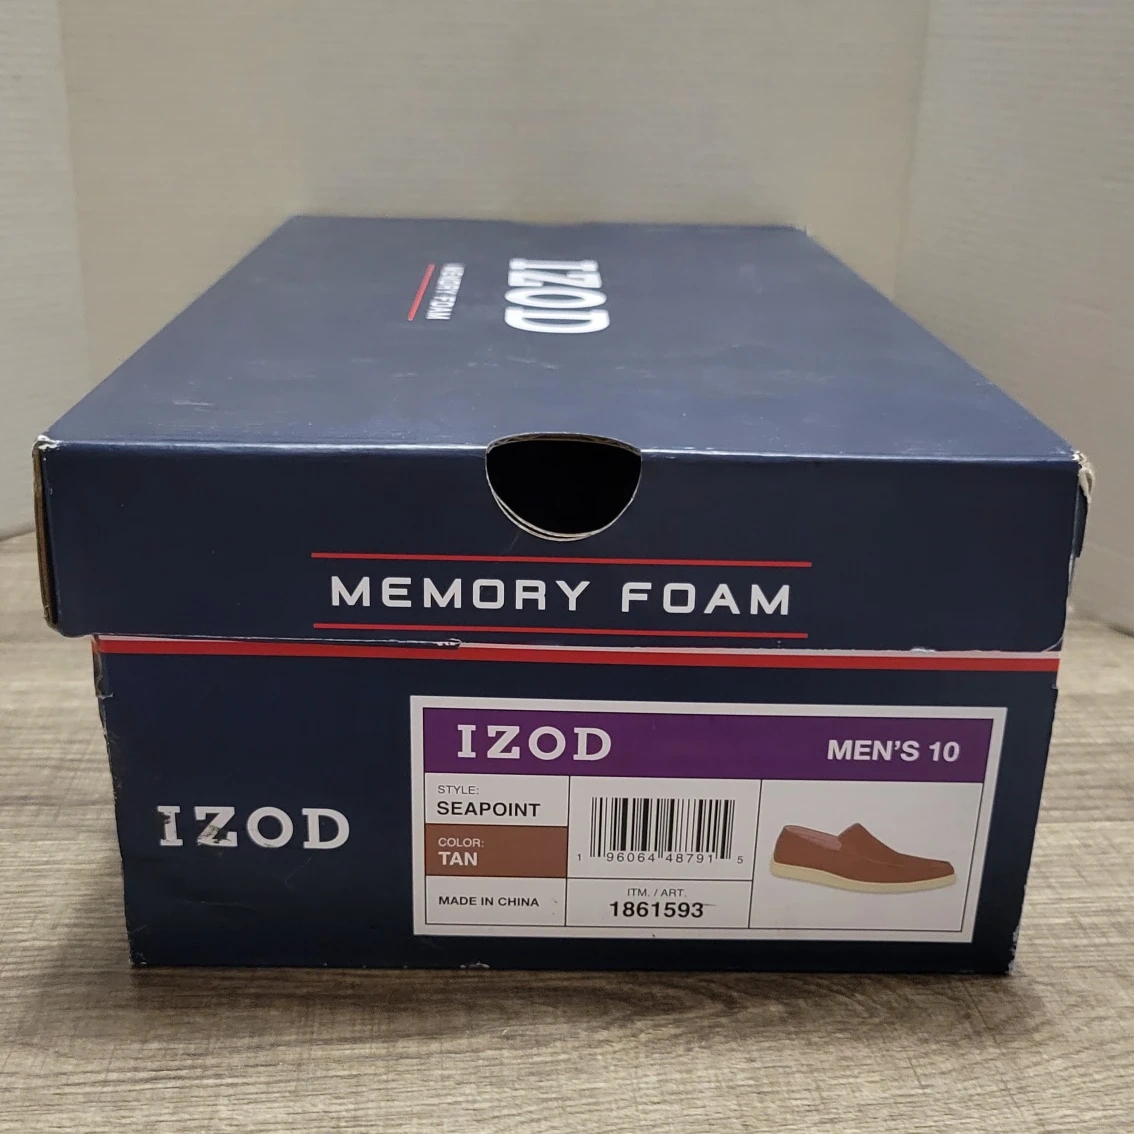 IZOD
MEMORY FOAM
MEMORY FOAM
IZOD
IZOD MEN'S 10
STYLE:
SEAPOINT
COLOR:
TAN
MADE IN CHINA
1 96064 48791 5
ITM. / ART.
1861593